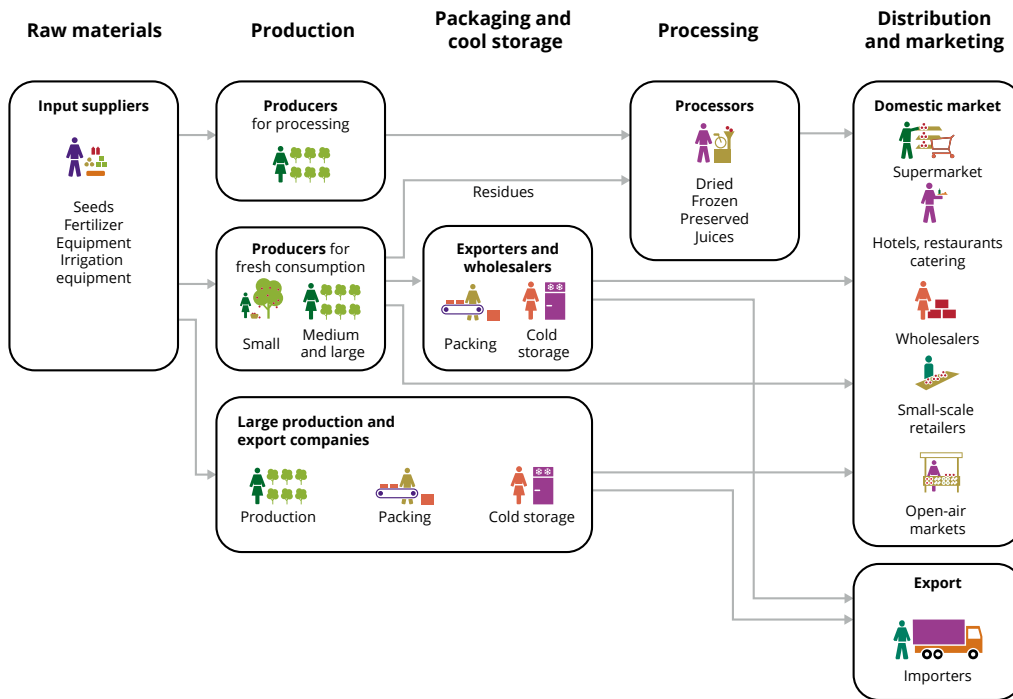 Raw materials
Production
Packaging and
cool storage
Processing
Distribution
and marketing
Input suppliers
Seeds
Fertilizer
Equipment
Irrigation
equipment
Producers
for processing
Producers for
fresh consumption
Small
Medium
and large
Residues
Exporters and
wholesalers
Packing
Cold
storage
Large production and
export companies
Production
Packing
Cold storage
Processors
Dried
Frozen
Preserved
Juices
Domestic market
Supermarket
Hotels, restaurants
catering
Wholesalers
Small-scale
retailers
Open-air
markets
Export
Importers